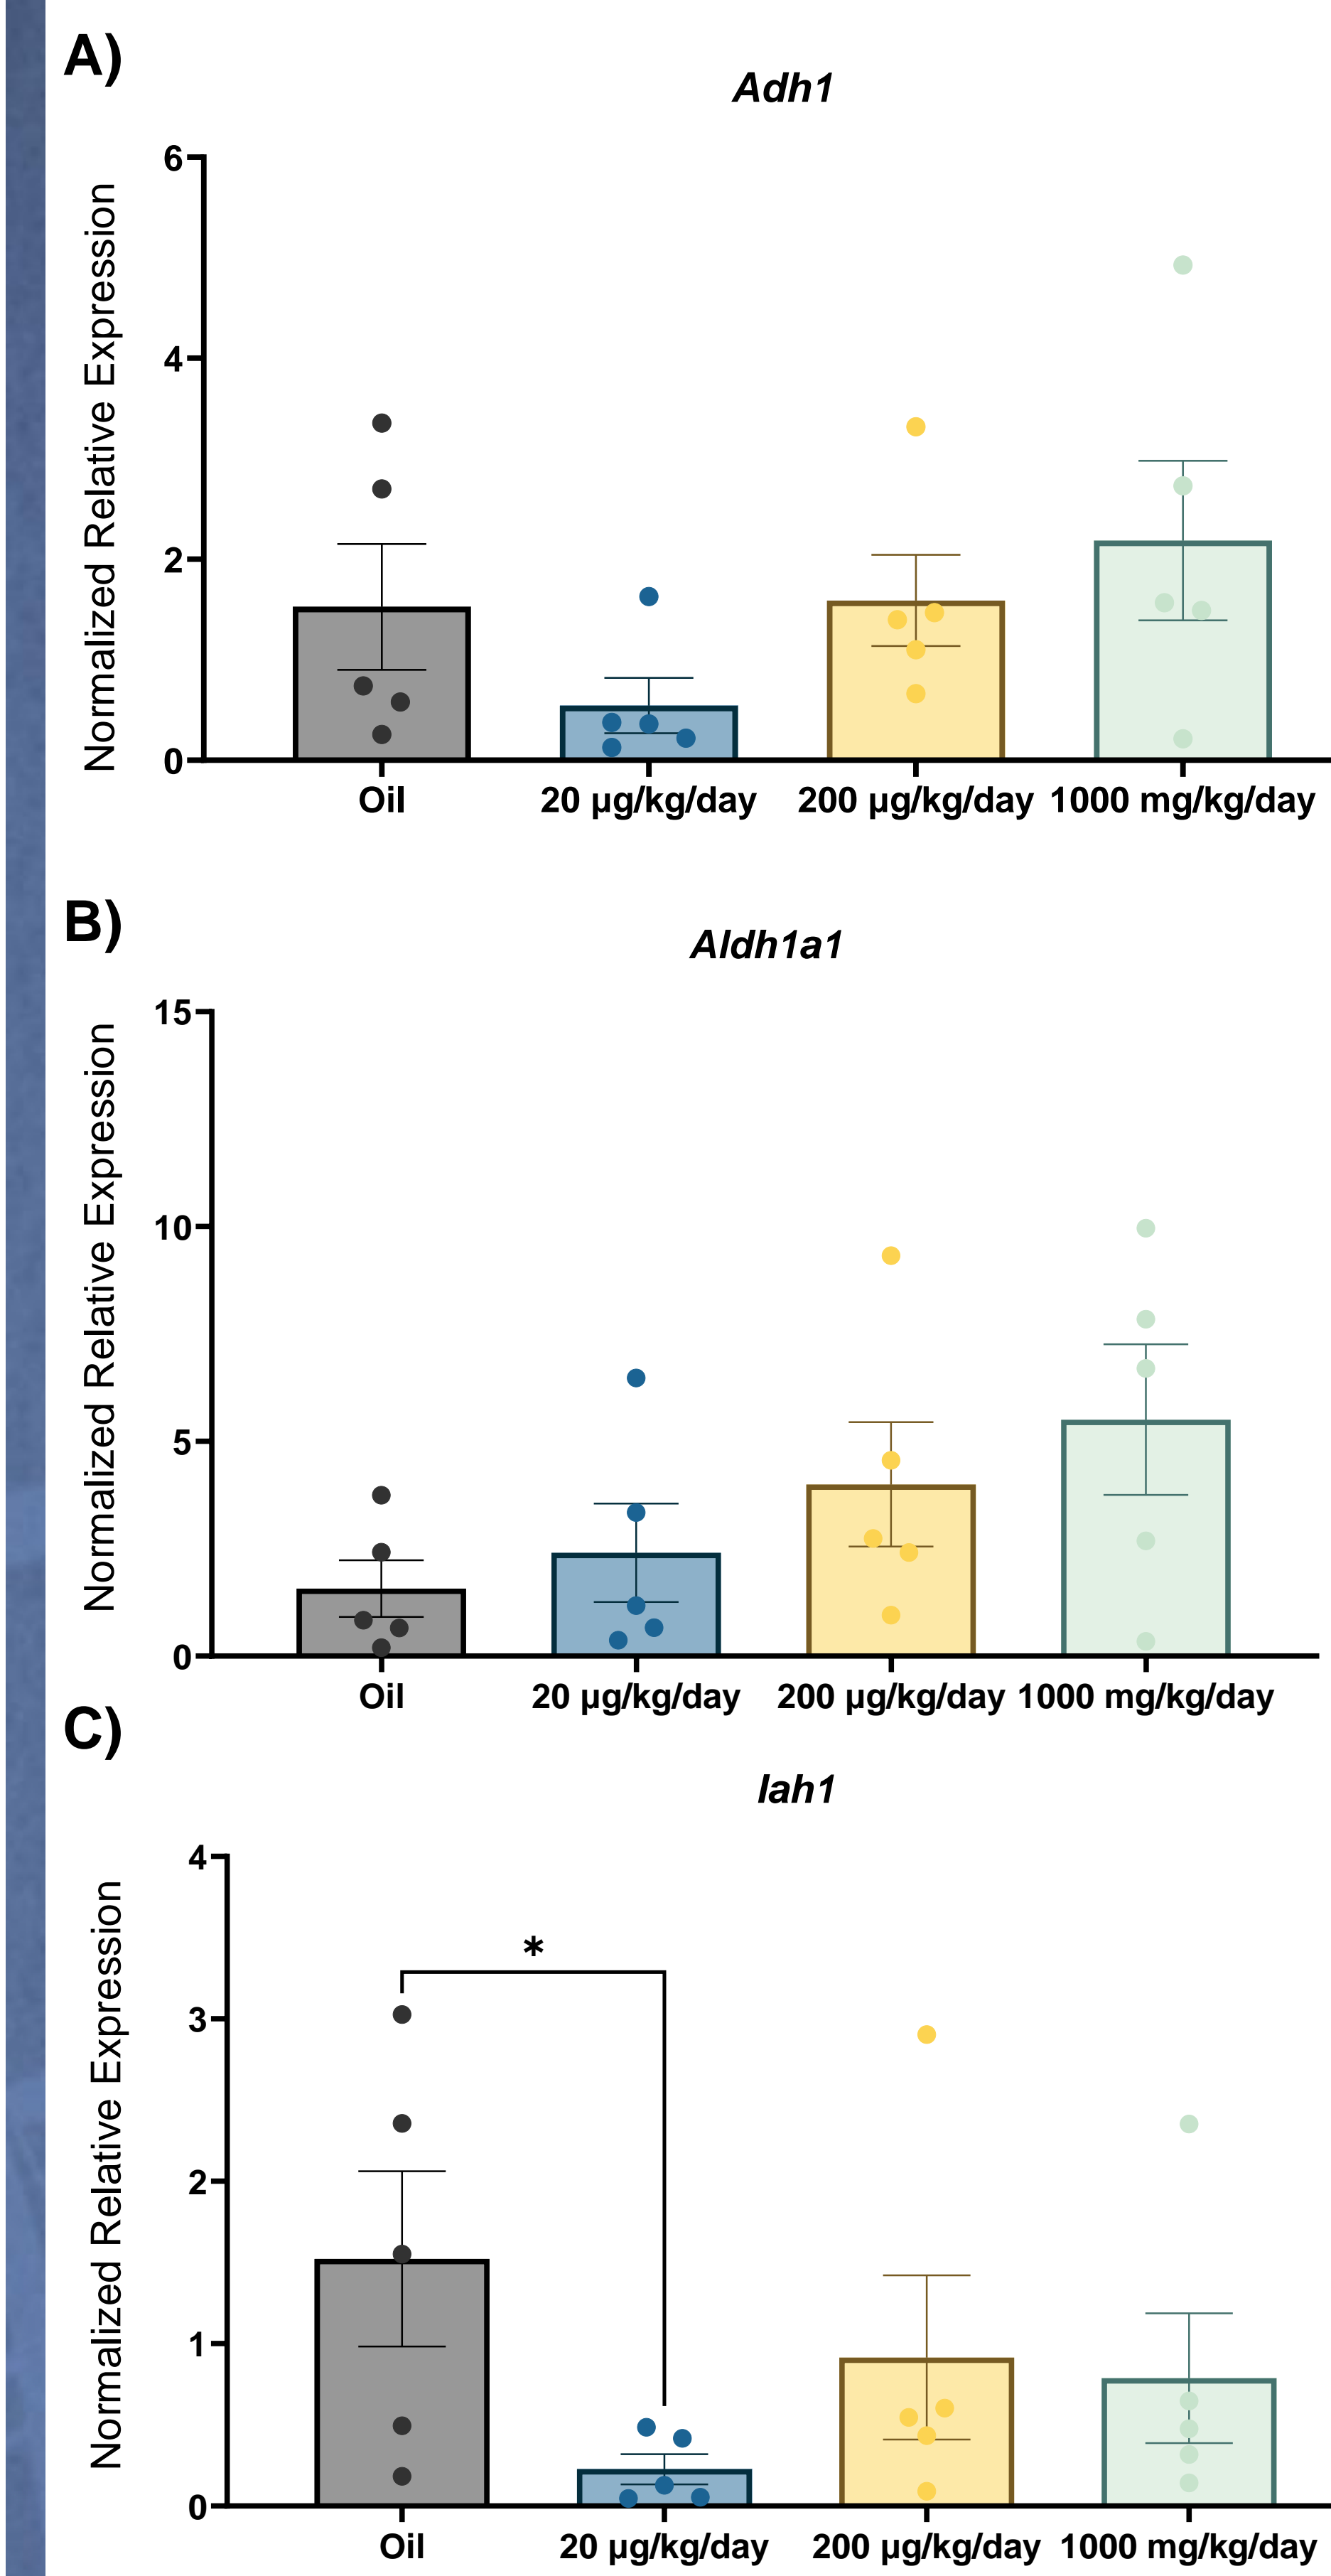 A)
Adh1
Normalized Relative Expression
6
4
2
0
Oil 20 µg/kg/day 200 µg/kg/day 1000 mg/kg/day
B)
Aldh1a1
Normalized Relative Expression
15
10
5
0
Oil 20 µg/kg/day 200 µg/kg/day 1000 mg/kg/day
C)
Iah1
Normalized Relative Expression
4
*
3
2
1
0
Oil 20 µg/kg/day 200 µg/kg/day 1000 mg/kg/day